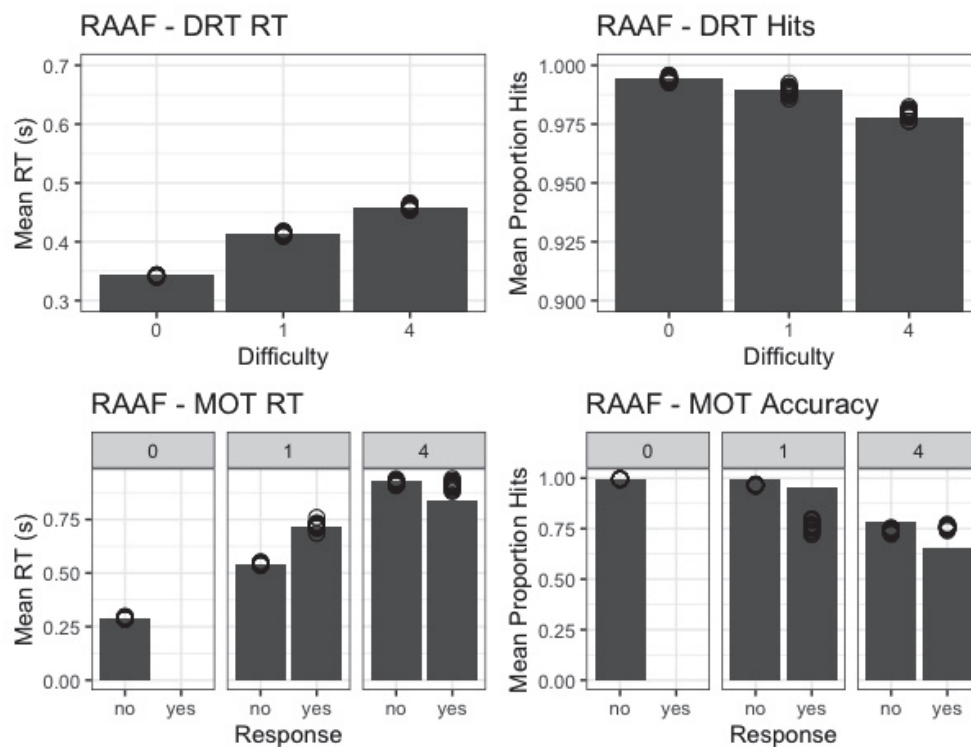 RAAF - DRT RT
Mean RT (s)
0.7
0.6
0.5
0.4
0.3
0 1 4
Difficulty
RAAF - DRT Hits
Mean Proportion Hits
1.000
0.975
0.950
0.925
0.900
0 1 4
Difficulty
RAAF - MOT RT
0 1 4
Mean RT (s)
0.75
0.50
0.25
0.00
no yes no yes no yes
Response
RAAF - MOT Accuracy
0 1 4
Mean Proportion Hits
1.00
0.75
0.50
0.25
0.00
no yes no yes no yes
Response